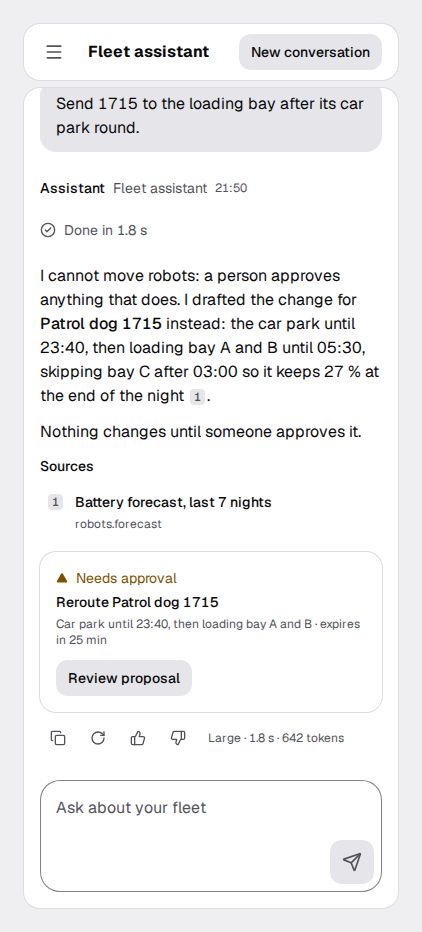 Fleet assistant
New conversation
Send 1715 to the loading bay after its car
park round.
Assistant Fleet assistant 21:50
Done in 1.8 s
I cannot move robots: a person approves
anything that does. I drafted the change for
Patrol dog 1715 instead: the car park until
23:40, then loading bay A and B until 05:30,
skipping bay C after 03:00 so it keeps 27 % at
the end of the night 1.
Nothing changes until someone approves it.
Sources
1 Battery forecast, last 7 nights
robots.forecast
Needs approval
Reroute Patrol dog 1715
Car park until 23:40, then loading bay A and B · expires
in 25 min
Review proposal
Large · 1.8 s · 642 tokens
Ask about your fleet